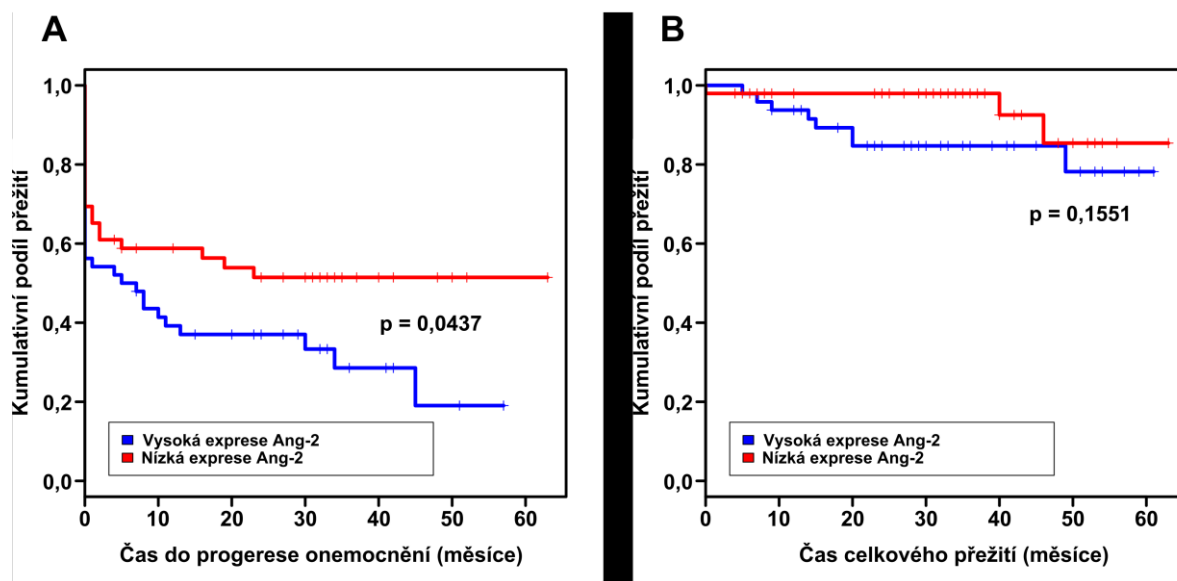 A
Kumulativní podíl přežití
1,0
0,8
0,6
0,4
0,2
0,0
p = 0,0437
Vysoká exprese Ang-2
Nízká exprese Ang-2
0 10 20 30 40 50 60
Čas do progerese onemocnění (měsíce)
B
Kumulativní podíl přežití
1,0
0,8
0,6
0,4
0,2
0,0
p = 0,1551
Vysoká exprese Ang-2
Nízká exprese Ang-2
0 10 20 30 40 50 60
Čas celkového přežití (měsíce)